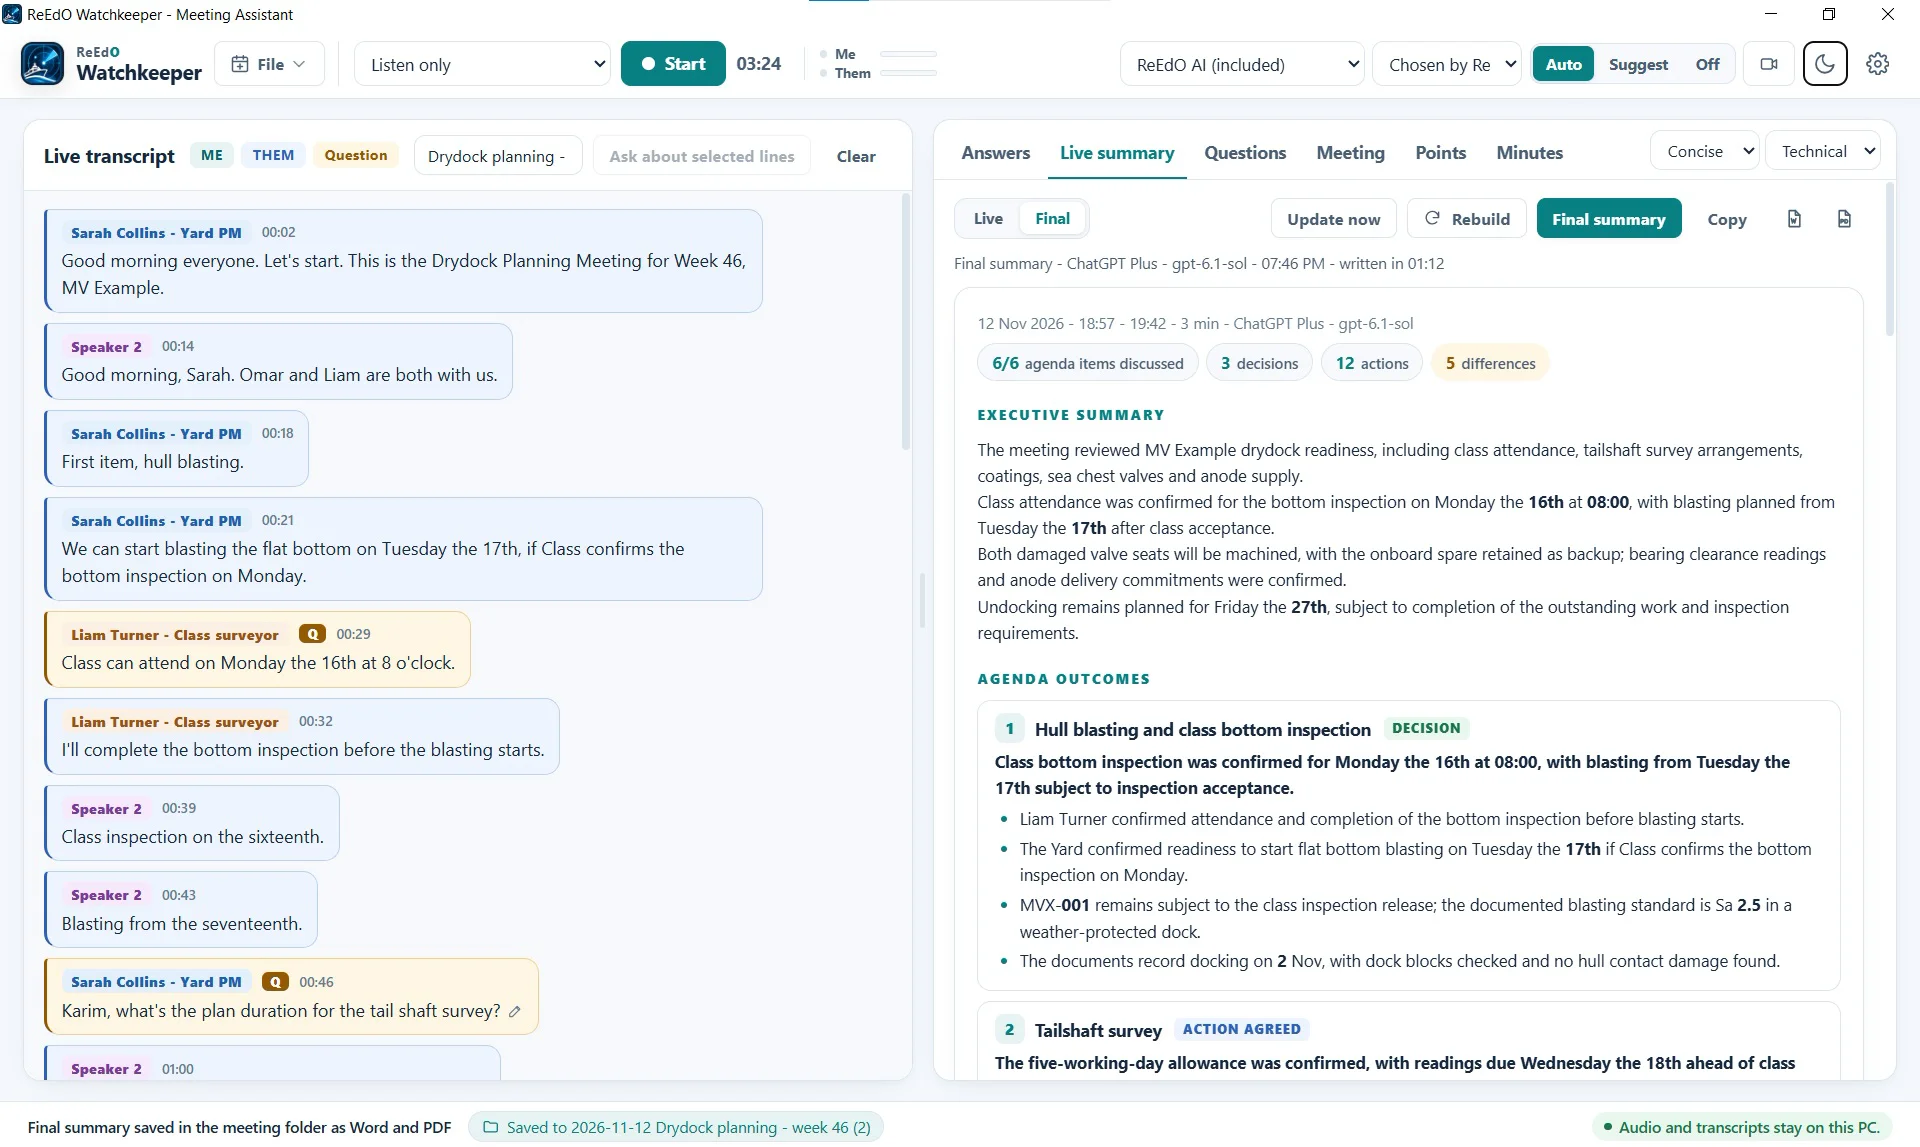 ReEdO Watchkeeper - Meeting Assistant
ReEdO
Watchkeeper
File
Listen only
Start
03:24
Me
Them
ReEdO AI (included)
Chosen by Re
Auto
Suggest
Off
Live transcript
ME
THEM
Question
Drydock planning -
Ask about selected lines
Clear
Sarah Collins - Yard PM 00:02
Good morning everyone. Let's start. This is the Drydock Planning Meeting for Week 46,
MV Example.
Speaker 2 00:14
Good morning, Sarah. Omar and Liam are both with us.
Sarah Collins - Yard PM 00:18
First item, hull blasting.
Sarah Collins - Yard PM 00:21
We can start blasting the flat bottom on Tuesday the 17th, if Class confirms the
bottom inspection on Monday.
Liam Turner - Class surveyor Q 00:29
Class can attend on Monday the 16th at 8 o'clock.
Liam Turner - Class surveyor 00:32
I'll complete the bottom inspection before the blasting starts.
Speaker 2 00:39
Class inspection on the sixteenth.
Speaker 2 00:43
Blasting from the seventeenth.
Sarah Collins - Yard PM Q 00:46
Karim, what's the plan duration for the tail shaft survey?
Speaker 2 01:00
Answers
Live summary
Questions
Meeting
Points
Minutes
Concise
Technical
Live
Final
Update now
Rebuild
Final summary
Copy
Final summary - ChatGPT Plus - gpt-6.1-sol - 07:46 PM - written in 01:12
12 Nov 2026 - 18:57 - 19:42 - 3 min - ChatGPT Plus - gpt-6.1-sol
6/6 agenda items discussed
3 decisions
12 actions
5 differences
EXECUTIVE SUMMARY
The meeting reviewed MV Example drydock readiness, including class attendance, tailshaft survey arrangements,
coatings, sea chest valves and anode supply.
Class attendance was confirmed for the bottom inspection on Monday the 16th at 08:00, with blasting planned from
Tuesday the 17th after class acceptance.
Both damaged valve seats will be machined, with the onboard spare retained as backup; bearing clearance readings
and anode delivery commitments were confirmed.
Undocking remains planned for Friday the 27th, subject to completion of the outstanding work and inspection
requirements.
AGENDA OUTCOMES
1 Hull blasting and class bottom inspection DECISION
Class bottom inspection was confirmed for Monday the 16th at 08:00, with blasting from Tuesday the
17th subject to inspection acceptance.
• Liam Turner confirmed attendance and completion of the bottom inspection before blasting starts.
• The Yard confirmed readiness to start flat bottom blasting on Tuesday the 17th if Class confirms the bottom
inspection on Monday.
• MVX-001 remains subject to the class inspection release; the documented blasting standard is Sa 2.5 in a
weather-protected dock.
• The documents record docking on 2 Nov, with dock blocks checked and no hull contact damage found.
2 Tailshaft survey ACTION AGREED
The five-working-day allowance was confirmed, with readings due Wednesday the 18th ahead of class
Final summary saved in the meeting folder as Word and PDF
Saved to 2026-11-12 Drydock planning - week 46 (2)
Audio and transcripts stay on this PC.